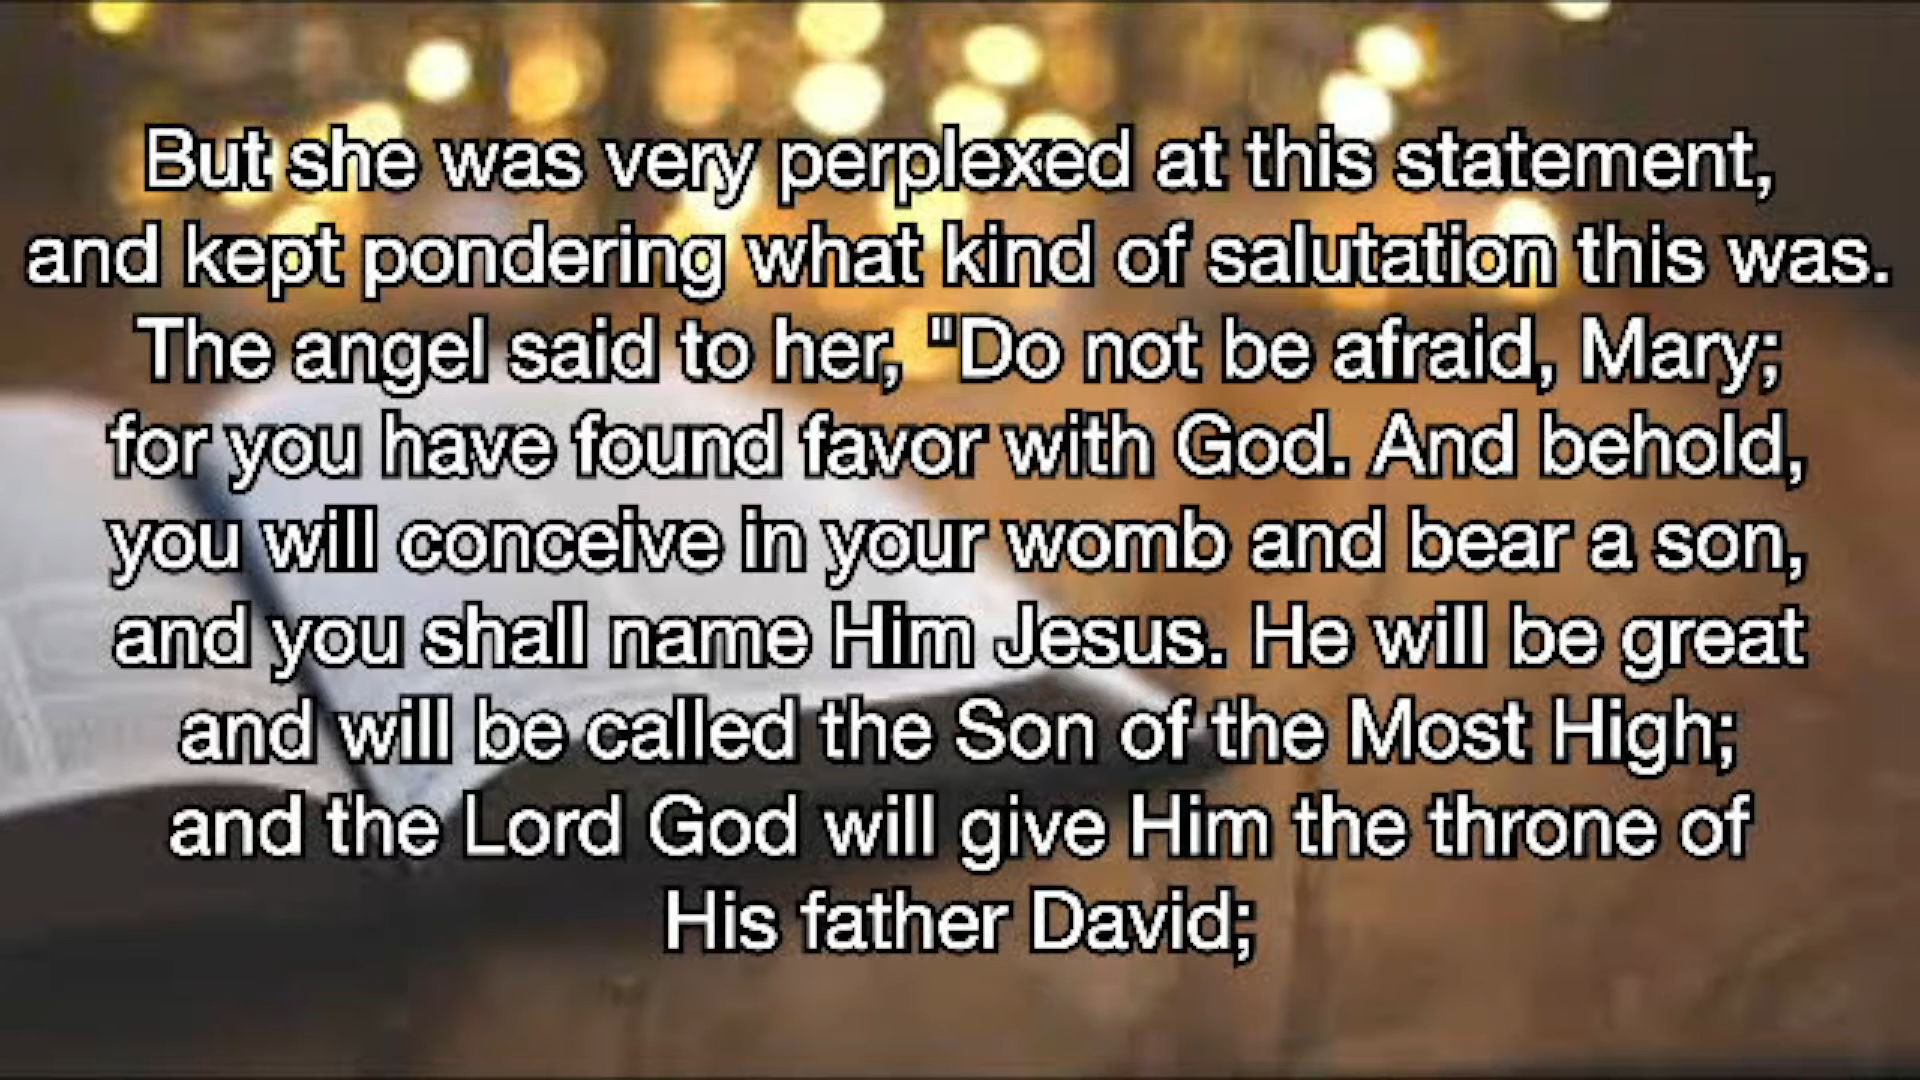 But she was very perplexed at this statement,
and kept pondering what kind of salutation this was.
The angel said to her, "Do not be afraid, Mary;
for you have found favor with God. And behold,
you will conceive in your womb and bear a son,
and you shall name Him Jesus. He will be great
and will be called the Son of the Most High;
and the Lord God will give Him the throne of
His father David;